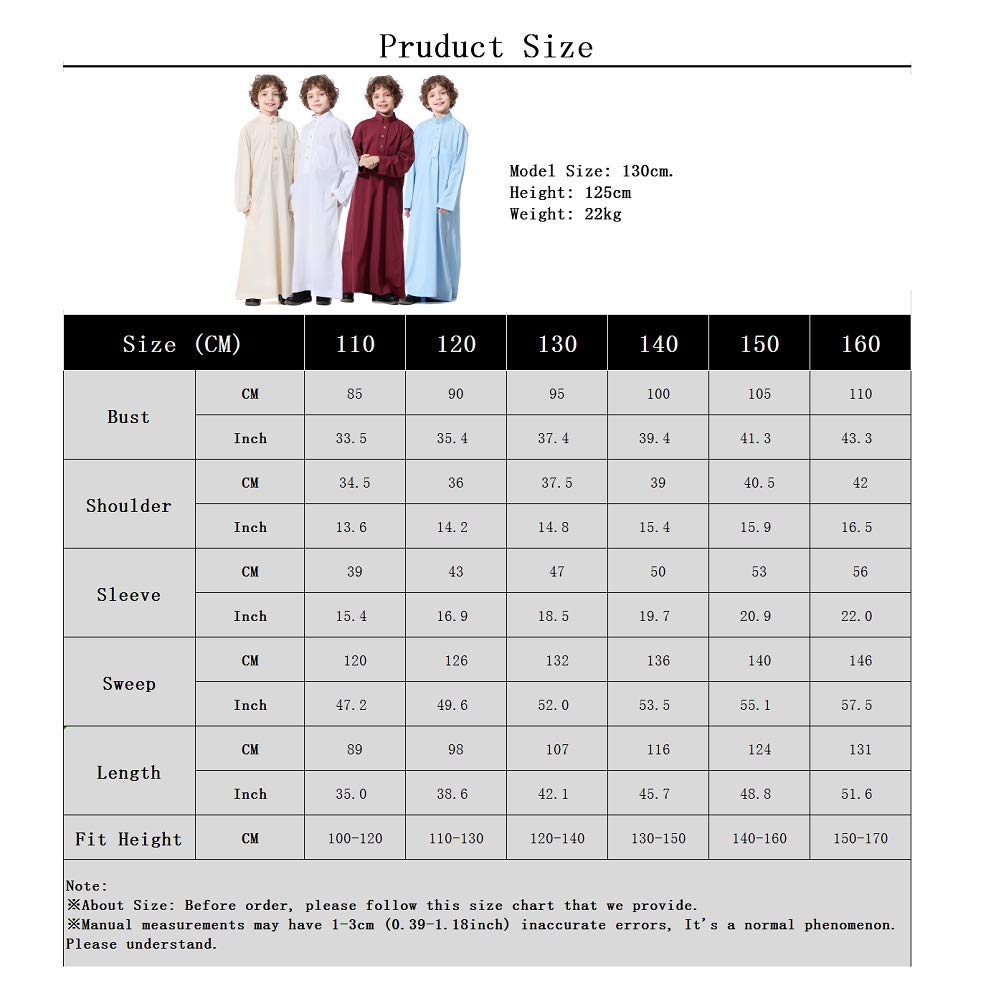 Pruduct Size
Model Size: 130cm.
Height: 125cm
Weight: 22kg
Size (CM) 110 120 130 140 150 160
Bust CM 85 90 95 100 105 110
Inch 33.5 35.4 37.4 39.4 41.3 43.3
Shoulder CM 34.5 36 37.5 39 40.5 42
Inch 13.6 14.2 14.8 15.4 15.9 16.5
Sleeve CM 39 43 47 50 53 56
Inch 15.4 16.9 18.5 19.7 20.9 22.0
Sweep CM 120 126 132 136 140 146
Inch 47.2 49.6 52.0 53.5 55.1 57.5
Length CM 89 98 107 116 124 131
Inch 35.0 38.6 42.1 45.7 48.8 51.6
Fit Height CM 100-120 110-130 120-140 130-150 140-160 150-170
Note:
※About Size: Before order, please follow this size chart that we provide.
※Manual measurements may have 1-3cm (0.39-1.18inch) inaccurate errors, It's a normal phenomenon.
Please understand.